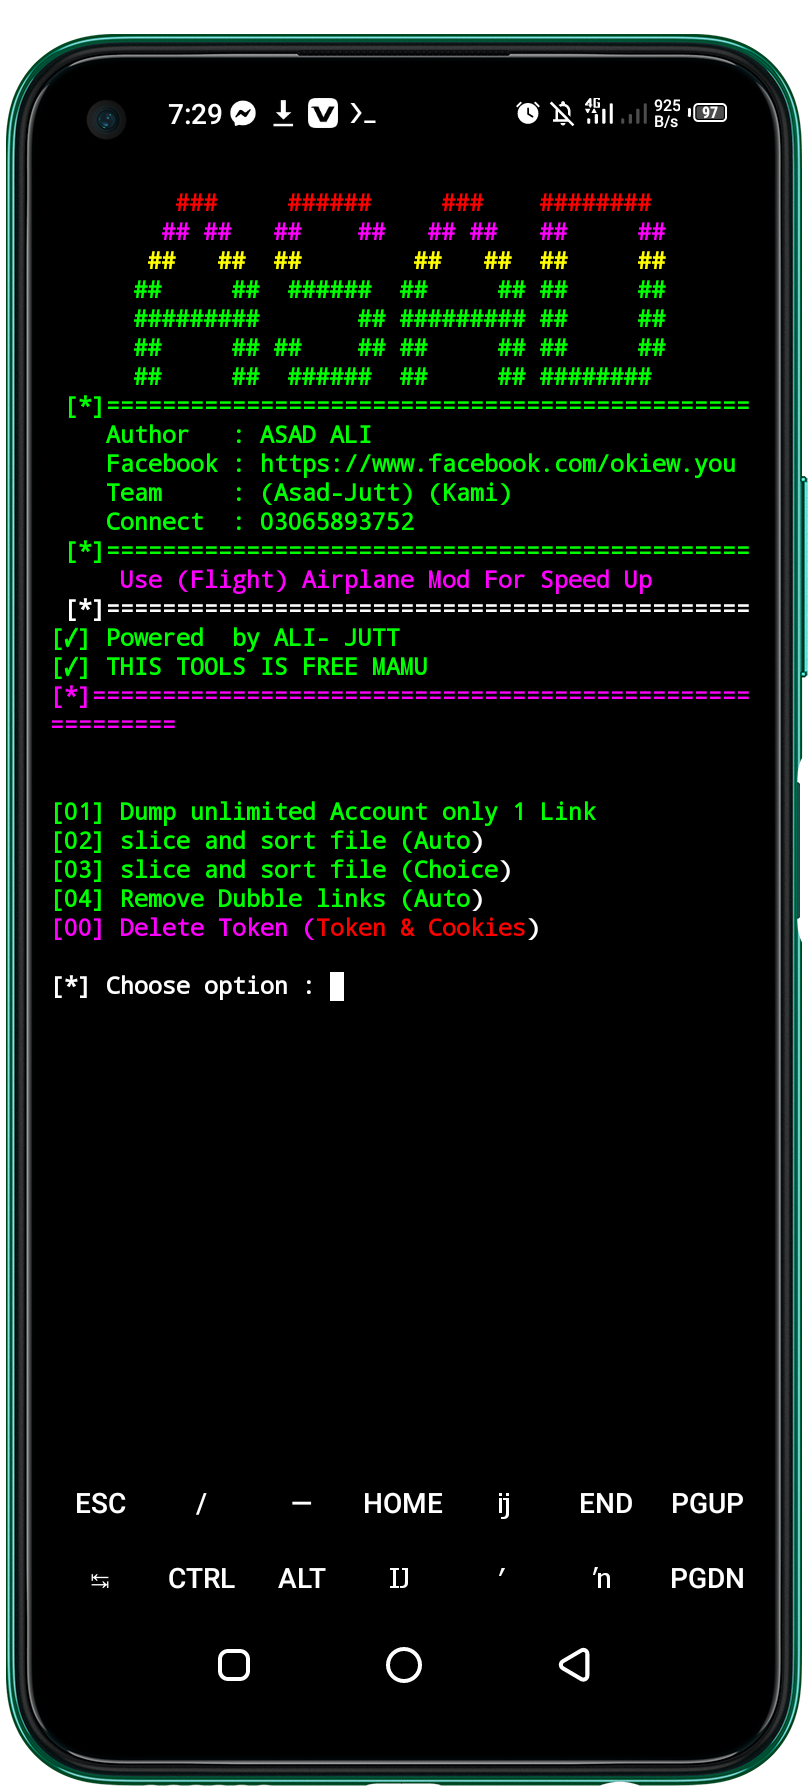 7:29 4G 925 B/s 97
### ###### ### ########
## ## ## ## ## ## ## ##
## ## ## ## ## ## ##
## ## ###### ## ## ## ##
######### ## ######### ## ##
## ## ## ## ## ## ## ##
## ## ###### ## ## ########
[*]==============================================
Author : ASAD ALI
Facebook : https://www.facebook.com/okiew.you
Team : (Asad-Jutt) (Kami)
Connect : 03065893752
[*]==============================================
Use (Flight) Airplane Mod For Speed Up
[*]==============================================
[✓] Powered  by ALI- JUTT
[✓] THIS TOOLS IS FREE MAMU
[*]===============================================
=========
[01] Dump unlimited Account only 1 Link
[02] slice and sort file (Auto)
[03] slice and sort file (Choice)
[04] Remove Dubble links (Auto)
[00] Delete Token (Token & Cookies)
[*] Choose option :
ESC / — HOME ĳ END PGUP
↹ CTRL ALT Ĳ ʼ ŉ PGDN